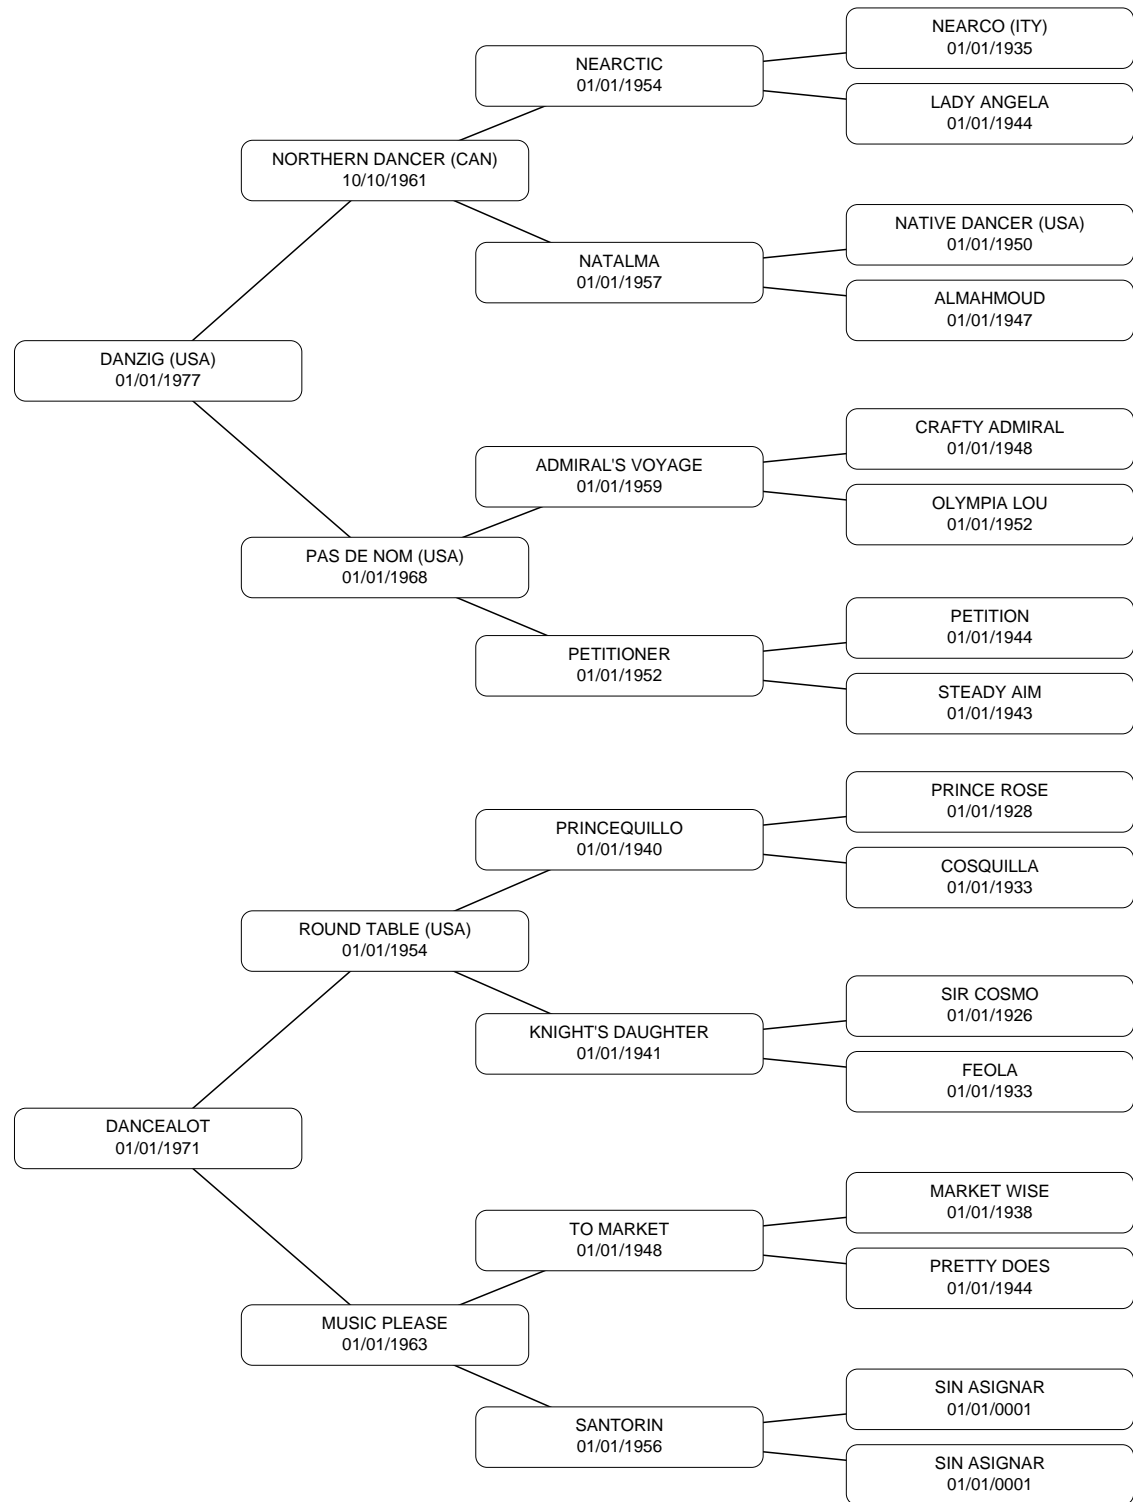 NEARCO (ITY)
01/01/1935
NEARCTIC
01/01/1954
LADY ANGELA
01/01/1944
NORTHERN DANCER (CAN)
10/10/1961
NATIVE DANCER (USA)
01/01/1950
NATALMA
01/01/1957
ALMAHMOUD
01/01/1947
DANZIG (USA)
01/01/1977
CRAFTY ADMIRAL
01/01/1948
ADMIRAL'S VOYAGE
01/01/1959
OLYMPIA LOU
01/01/1952
PAS DE NOM (USA)
01/01/1968
PETITION
01/01/1944
PETITIONER
01/01/1952
STEADY AIM
01/01/1943
PRINCE ROSE
01/01/1928
PRINCEQUILLO
01/01/1940
COSQUILLA
01/01/1933
ROUND TABLE (USA)
01/01/1954
SIR COSMO
01/01/1926
KNIGHT'S DAUGHTER
01/01/1941
FEOLA
01/01/1933
DANCEALOT
01/01/1971
MARKET WISE
01/01/1938
TO MARKET
01/01/1948
PRETTY DOES
01/01/1944
MUSIC PLEASE
01/01/1963
SIN ASIGNAR
01/01/0001
SANTORIN
01/01/1956
SIN ASIGNAR
01/01/0001